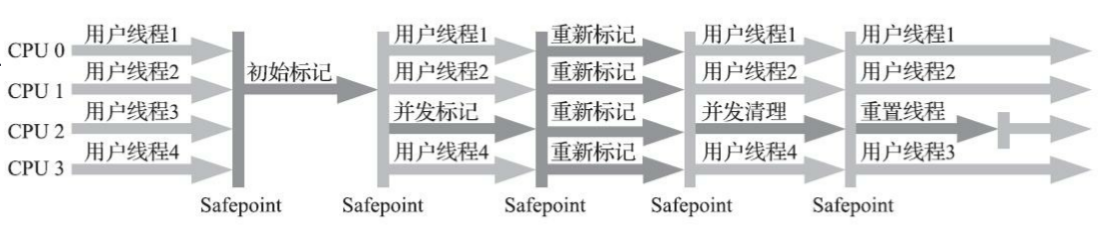 CPU 0 用户线程1 用户线程1 重新标记 用户线程1 用户线程1
CPU 1 用户线程2 初始标记 用户线程2 重新标记 用户线程2 用户线程2
CPU 2 用户线程3 并发标记 重新标记 并发清理 重置线程
CPU 3 用户线程4 用户线程4 重新标记 用户线程4 用户线程3
Safepoint Safepoint Safepoint Safepoint Safepoint